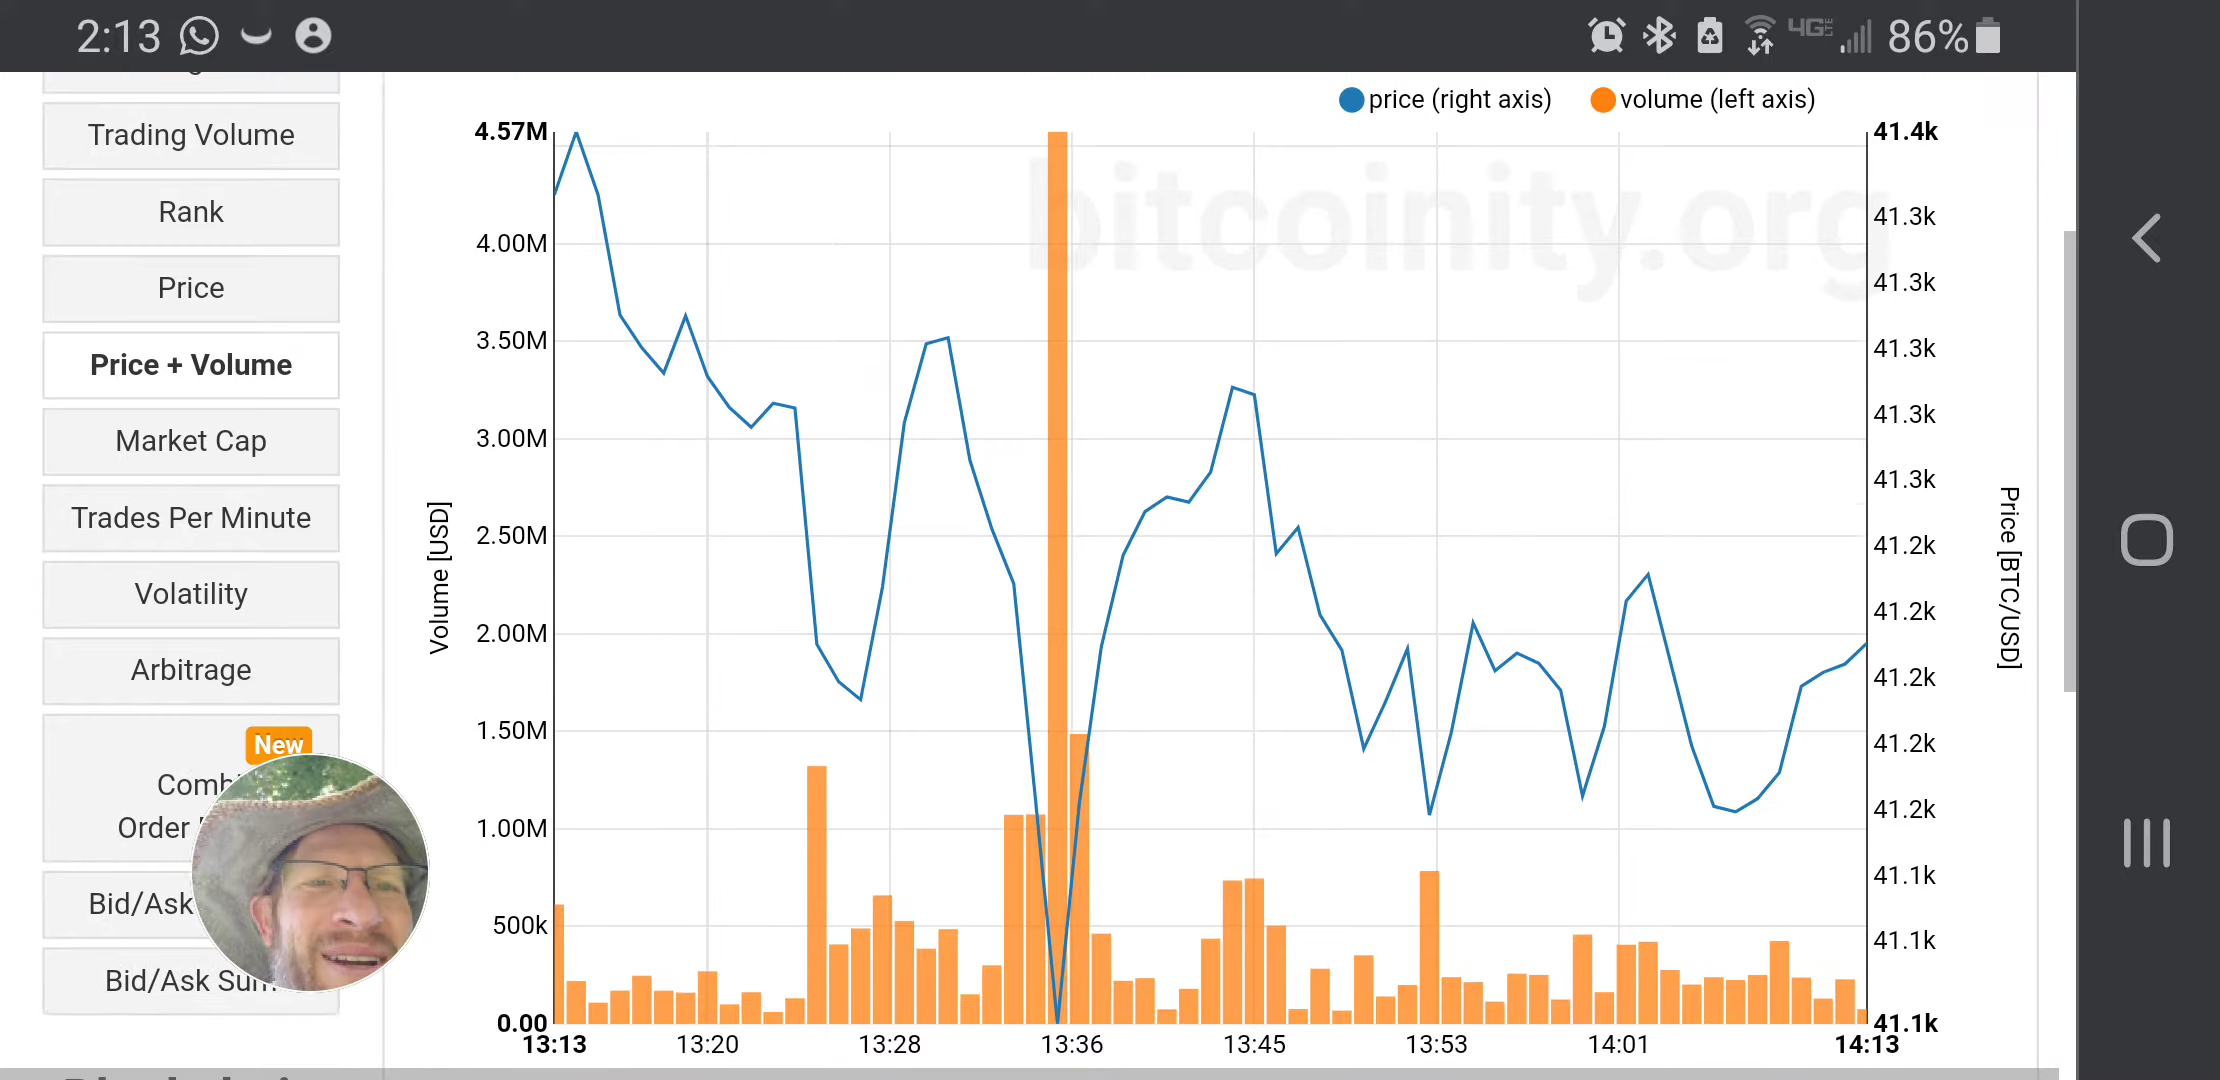 2:13
4G LTE 86%
Trading Volume
Rank
Price
Price + Volume
Market Cap
Trades Per Minute
Volatility
Arbitrage
New
Order
Bid/Ask
Bid/Ask
price (right axis) volume (left axis)
bitcoinity.org
4.57M
4.00M
3.50M
3.00M
2.50M
2.00M
1.50M
1.00M
500k
0.00
Volume [USD]
41.4k
41.3k
41.3k
41.3k
41.3k
41.3k
41.2k
41.2k
41.2k
41.2k
41.2k
41.1k
41.1k
41.1k
Price [BTC/USD]
13:13 13:20 13:28 13:36 13:45 13:53 14:01 14:13